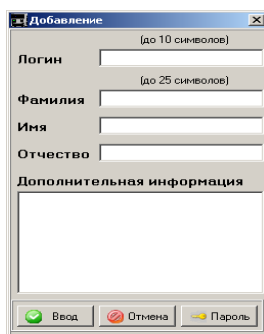 Добавление
(до 10 символов)
Логин
(до 25 символов)
Фамилия
Имя
Отчество
Дополнительная информация
Ввод Отмена Пароль